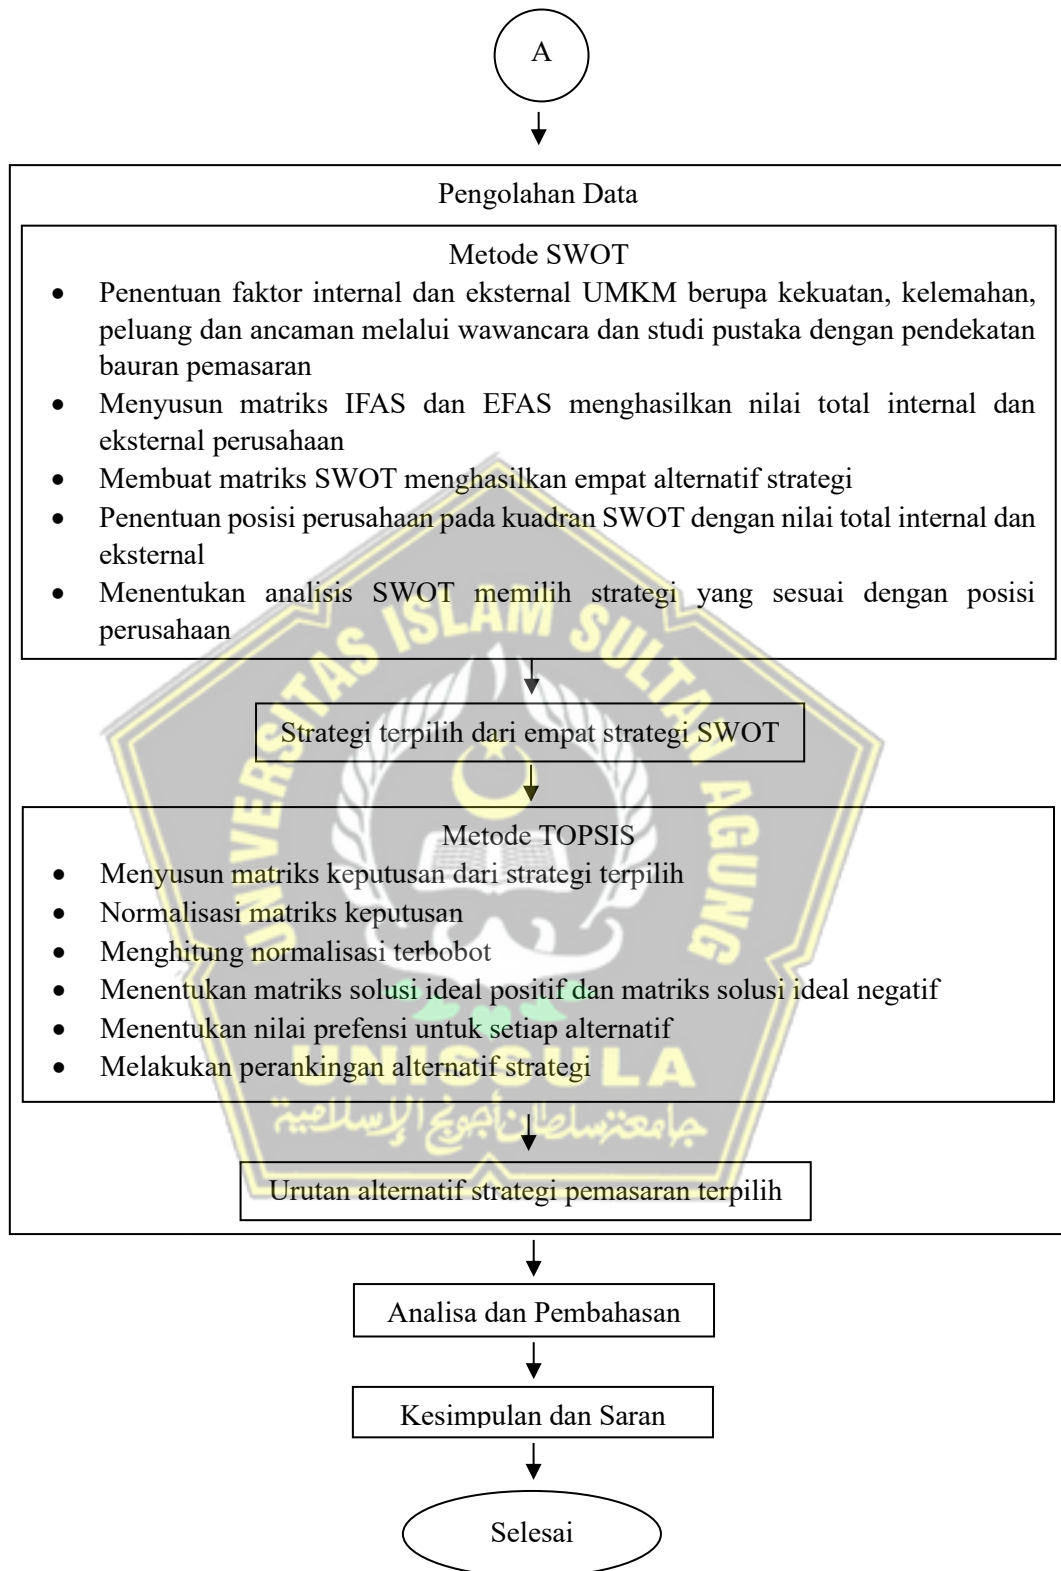 A
Pengolahan Data
Metode SWOT
• Penentuan faktor internal dan eksternal UMKM berupa kekuatan, kelemahan,
peluang dan ancaman melalui wawancara dan studi pustaka dengan pendekatan
bauran pemasaran
• Menyusun matriks IFAS dan EFAS menghasilkan nilai total internal dan
eksternal perusahaan
• Membuat matriks SWOT menghasilkan empat alternatif strategi
• Penentuan posisi perusahaan pada kuadran SWOT dengan nilai total internal dan
eksternal
• Menentukan analisis SWOT memilih strategi yang sesuai dengan posisi
perusahaan
UNIVERSITAS ISLAM SULTAN AGUNG
Strategi terpilih dari empat strategi SWOT
Metode TOPSIS
• Menyusun matriks keputusan dari strategi terpilih
• Normalisasi matriks keputusan
• Menghitung normalisasi terbobot
• Menentukan matriks solusi ideal positif dan matriks solusi ideal negatif
• Menentukan nilai prefensi untuk setiap alternatif
• Melakukan perankingan alternatif strategi
UNISSULA
جامعة سلطان أجونج الإسلامية
Urutan alternatif strategi pemasaran terpilih
Analisa dan Pembahasan
Kesimpulan dan Saran
Selesai